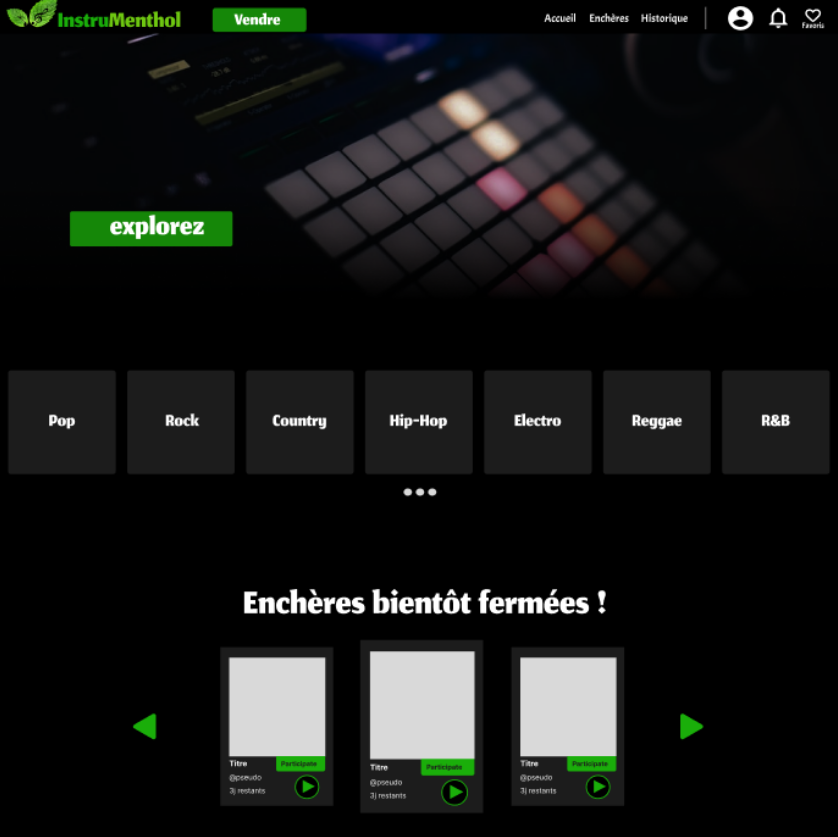 InstruMenthol
Vendre
Accueil Enchères Historique
Favoris
explorez
Pop Rock Country Hip-Hop Electro Reggae R&B
Enchères bientôt fermées !
Titre Participate
@pseudo
3j restants
Titre Participate
@pseudo
3j restants
Titre Participate
@pseudo
3j restants